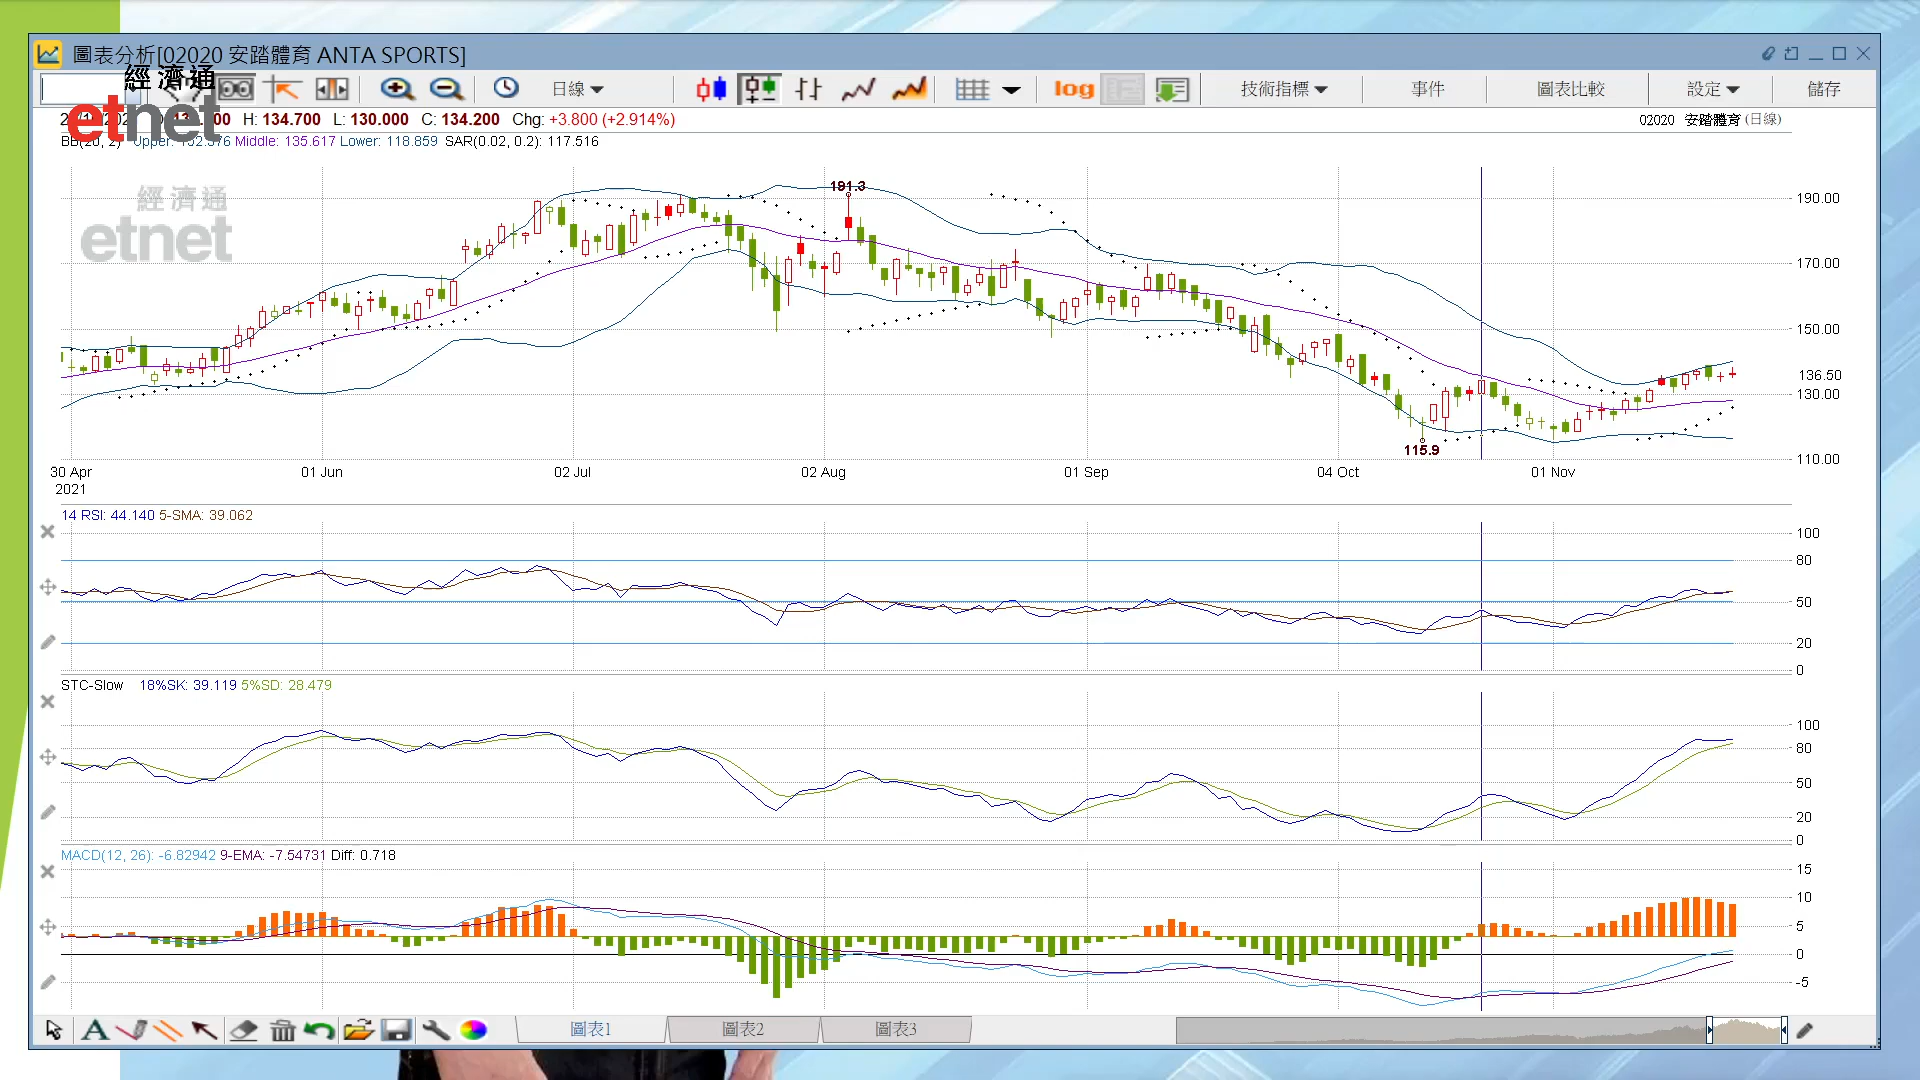 圖表分析[02020 安踏體育 ANTA SPORTS]
經濟通
etnet
日線
log
技術指標
事件
圖表比較
設定
儲存
H: 134.700 L: 130.000 C: 134.200 Chg: +3.800 (+2.914%)
02020 安踏體育 (日線)
BB(20, 2) Upper: 152.376 Middle: 135.617 Lower: 118.859 SAR(0.02, 0.2): 117.516
經濟通
etnet
191.3
115.9
190.00
170.00
150.00
136.50
130.00
110.00
30 Apr
2021
01 Jun
02 Jul
02 Aug
01 Sep
04 Oct
01 Nov
14 RSI: 44.140 5-SMA: 39.062
100
80
50
20
0
STC-Slow 18%SK: 39.119 5%SD: 28.479
100
80
50
20
0
MACD(12, 26): -6.82942 9-EMA: -7.54731 Diff: 0.718
15
10
5
0
-5
圖表1
圖表2
圖表3